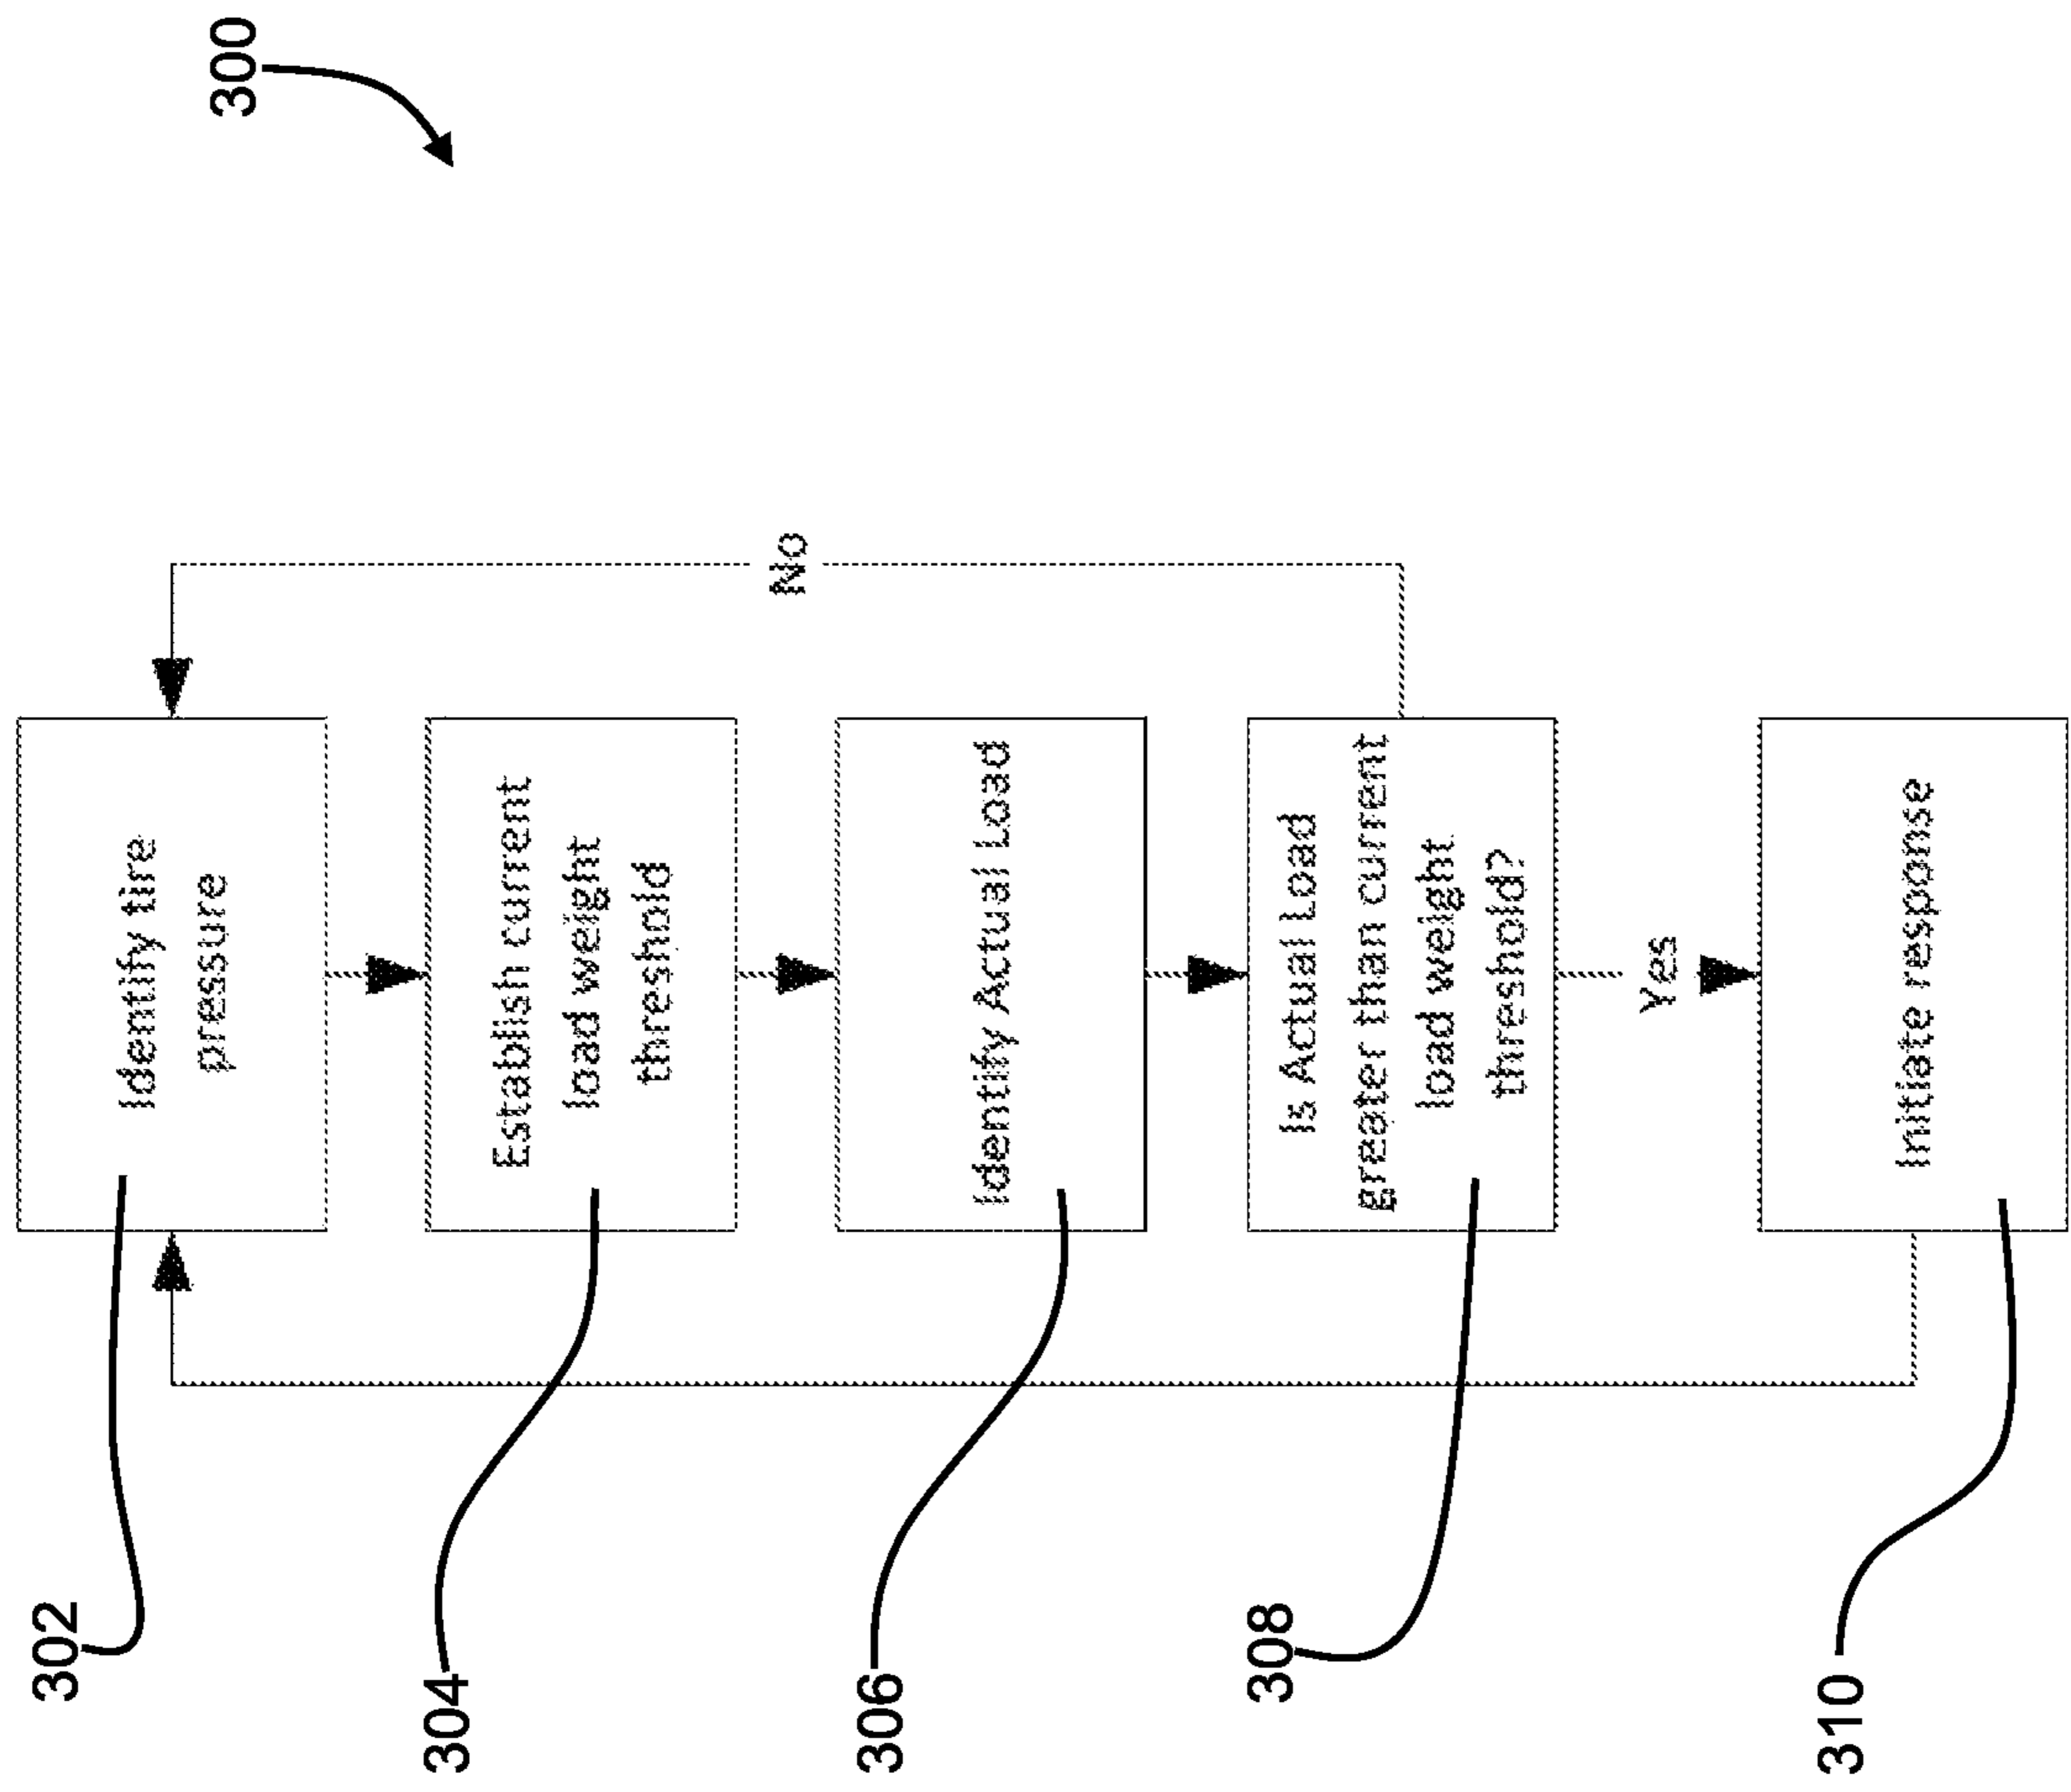 300
302
Identify tire
pressure
304
Establish current
load weight
threshold
306
Identify Actual Load
308
Is Actual Load
greater than current
load weight
threshold?
No
Yes
310
Initiate response